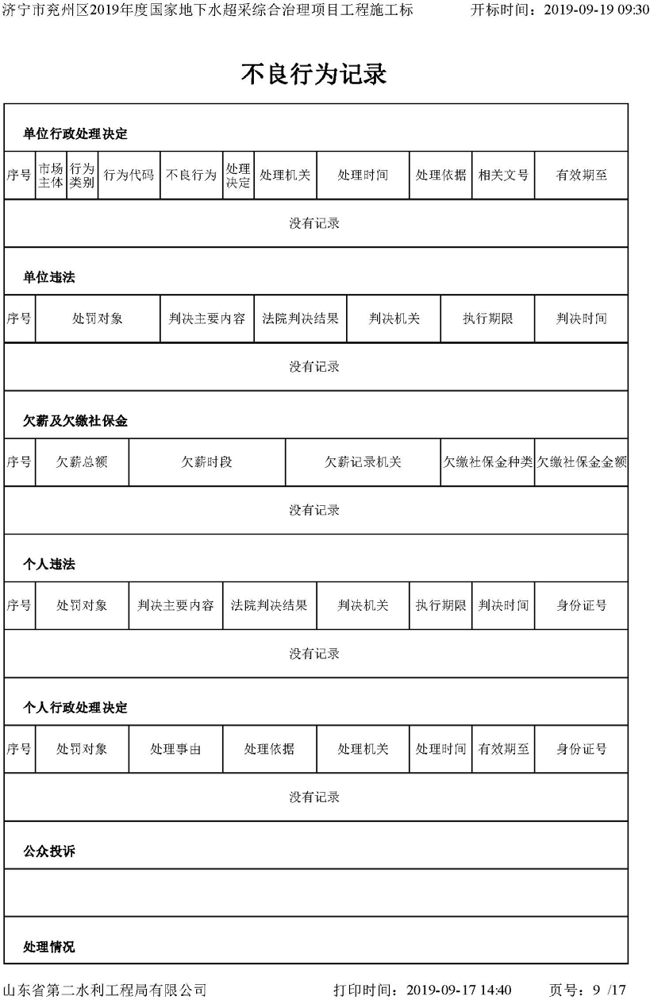 济宁市兖州区2019年度国家地下水超采综合治理项目工程施工标 开标时间：2019-09-19 09:30
不良行为记录
单位行政处理决定
序号 市场主体 行为类别 行为代码 不良行为 处理决定 处理机关 处理时间 处理依据 相关文号 有效期至
没有记录
单位违法
序号 处罚对象 判决主要内容 法院判决结果 判决机关 执行期限 判决时间
没有记录
欠薪及欠缴社保金
序号 欠薪总额 欠薪时段 欠薪记录机关 欠缴社保金种类 欠缴社保金金额
没有记录
个人违法
序号 处罚对象 判决主要内容 法院判决结果 判决机关 执行期限 判决时间 身份证号
没有记录
个人行政处理决定
序号 处罚对象 处理事由 处理依据 处理机关 处理时间 有效期至 身份证号
没有记录
公众投诉
处理情况
山东省第二水利工程局有限公司 打印时间：2019-09-17 14:40 页号：9 /17